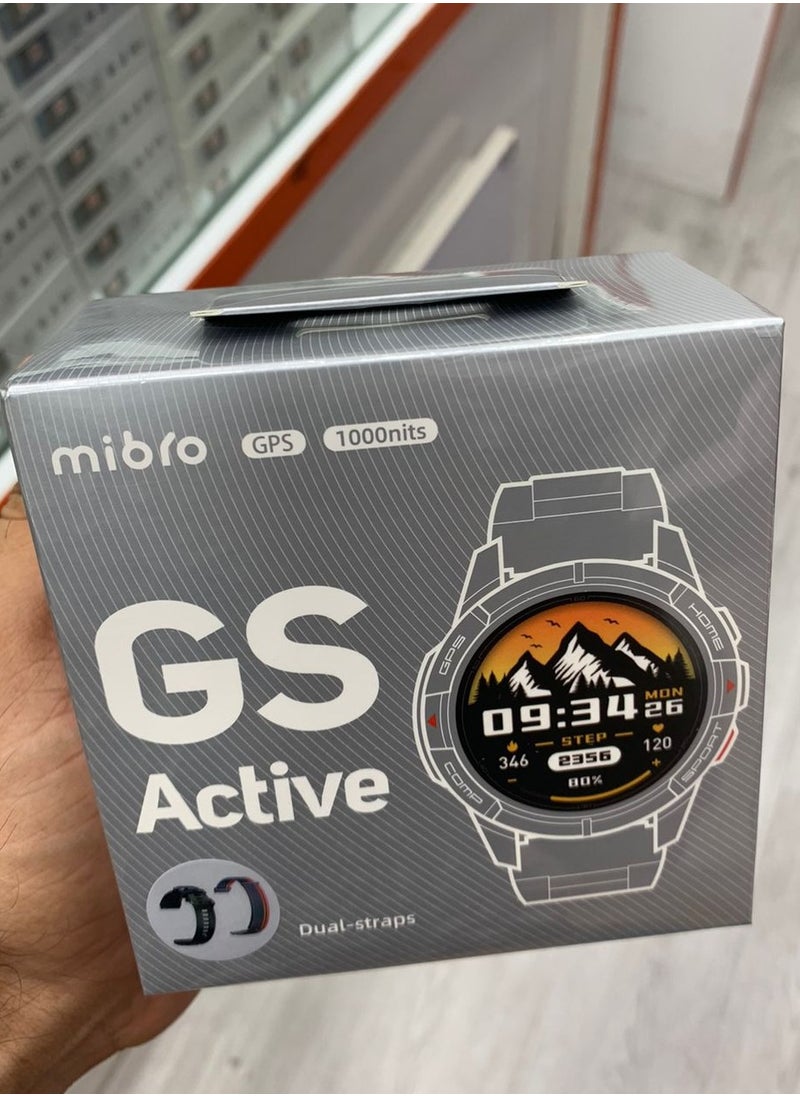 mibro GPS 1000nits
GS
Active
Dual-straps
GPS
HOME
COMP
SPORT
09:34
MON
26
STEP
346
2356
120
80%